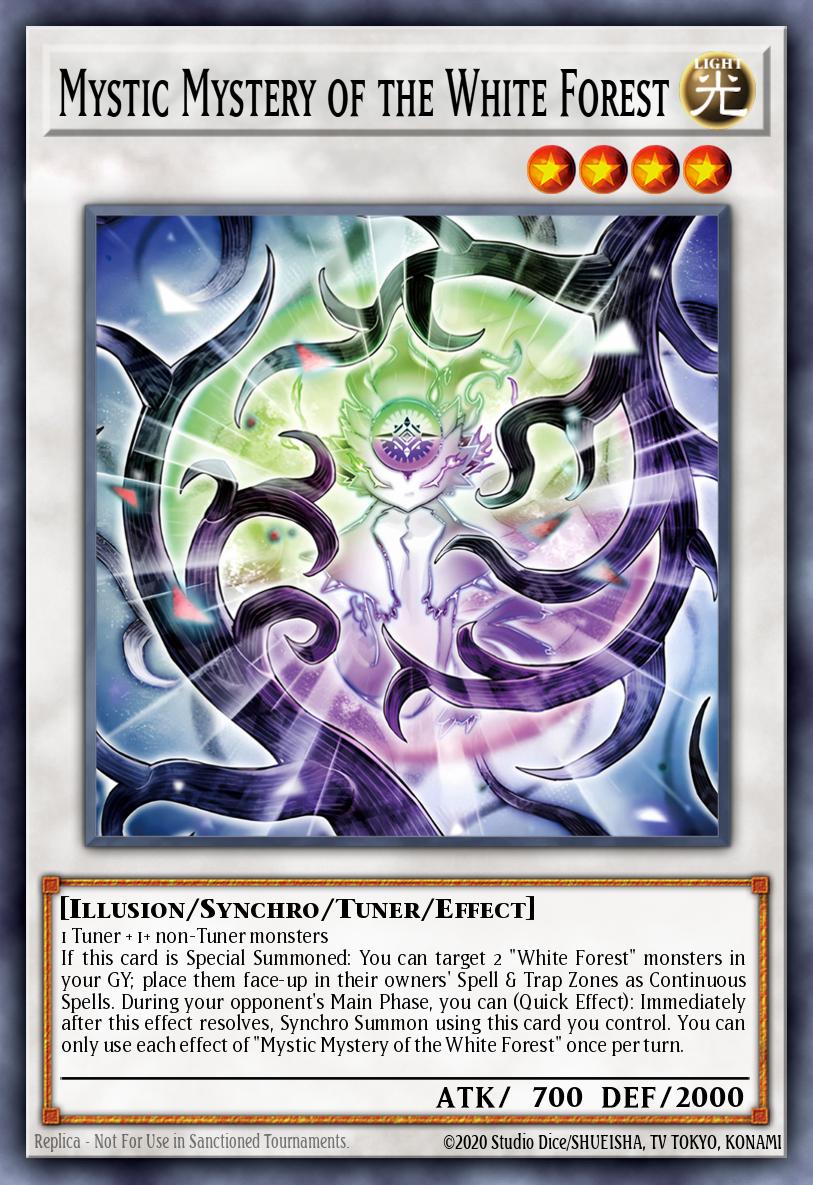 Mystic Mystery of the White Forest
LIGHT
光
[Illusion/Synchro/Tuner/Effect]
1 Tuner + 1+ non-Tuner monsters
If this card is Special Summoned: You can target 2 "White Forest" monsters in
your GY; place them face-up in their owners' Spell & Trap Zones as Continuous
Spells. During your opponent's Main Phase, you can (Quick Effect): Immediately
after this effect resolves, Synchro Summon using this card you control. You can
only use each effect of "Mystic Mystery of the White Forest" once per turn.
ATK/ 700 DEF/2000
Replica - Not For Use in Sanctioned Tournaments.
©2020 Studio Dice/SHUEISHA, TV TOKYO, KONAMI